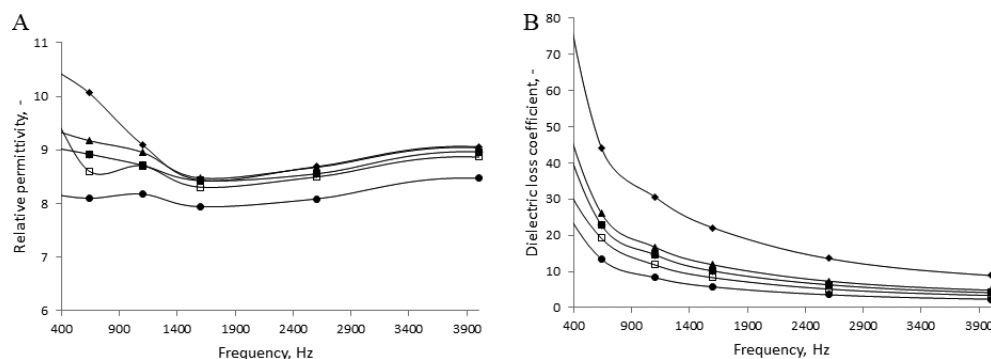 A
11
10
9
8
7
6
Relative permittivity, -
400 900 1400 1900 2400 2900 3400 3900
Frequency, Hz
B
80
70
60
50
40
30
20
10
0
Dielectric loss coefficient, -
400 900 1400 1900 2400 2900 3400 3900
Frequency, Hz